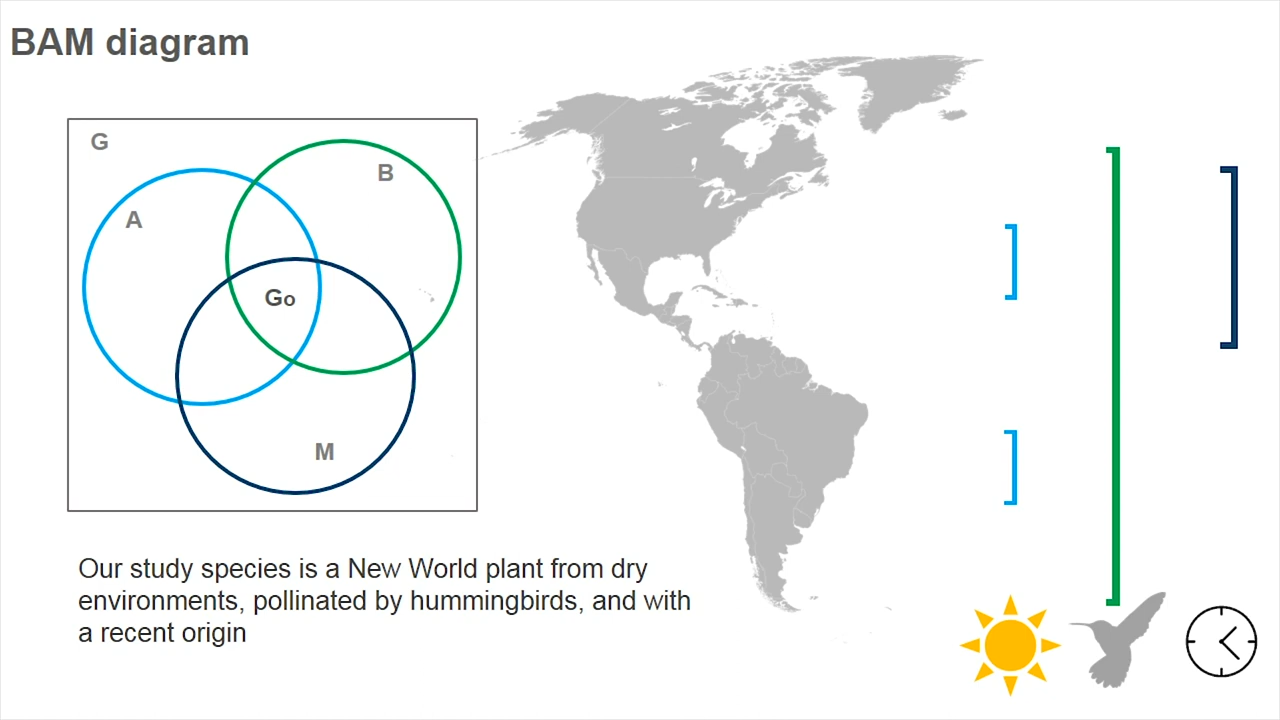 BAM diagram
G
B
A
Go
M
Our study species is a New World plant from dry
environments, pollinated by hummingbirds, and with
a recent origin